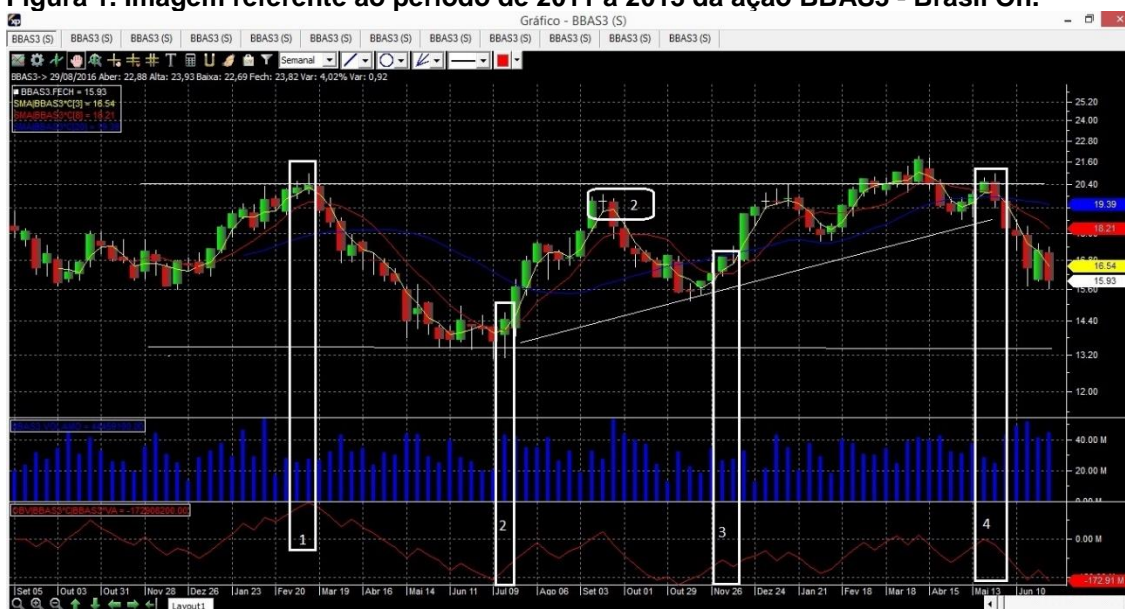 Figura 1: Imagem referente ao período de 2011 a 2013 da ação BBAS3 - Brasil On.
xp Gráfico - BBAS3 (S)
BBAS3 (S) BBAS3 (S) BBAS3 (S) BBAS3 (S) BBAS3 (S) BBAS3 (S) BBAS3 (S) BBAS3 (S) BBAS3 (S) BBAS3 (S) BBAS3 (S) BBAS3 (S)
T U Semanal
BBAS3-> 29/08/2016 Aber: 22,88 Alta: 23,93 Baixa: 22,69 Fech: 23,82 Var: 4,02% Var: 0,92
BBAS3.FECH = 15.93
SMA(BBAS3*C[3] = 16.54
SMA(BBAS3*C[8] = 18.21
25.20
24.00
22.80
21.60
20.40
19.39
18.21
16.54
15.93
15.60
14.40
13.20
12.00
2
40.00 M
20.00 M
0.00 M
-172.91 M
1
2
3
4
Set 05 Out 03 Out 31 Nov 28 Dez 26 Jan 23 Fev 20 Mar 19 Abr 16 Mai 14 Jun 11 Jul 09 Ago 06 Set 03 Out 01 Out 29 Nov 26 Dez 24 Jan 21 Fev 18 Mar 18 Abr 15 Mai 13 Jun 10
Layout1